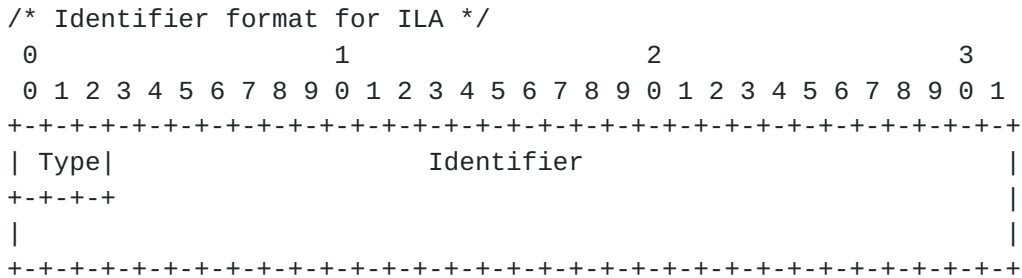 /* Identifier format for ILA */
 0                   1                   2                   3
 0 1 2 3 4 5 6 7 8 9 0 1 2 3 4 5 6 7 8 9 0 1 2 3 4 5 6 7 8 9 0 1
+-+-+-+-+-+-+-+-+-+-+-+-+-+-+-+-+-+-+-+-+-+-+-+-+-+-+-+-+-+-+-+-+
| Type|                    Identifier                           |
+-+-+-+                                                         |
|                                                               |
+-+-+-+-+-+-+-+-+-+-+-+-+-+-+-+-+-+-+-+-+-+-+-+-+-+-+-+-+-+-+-+-+